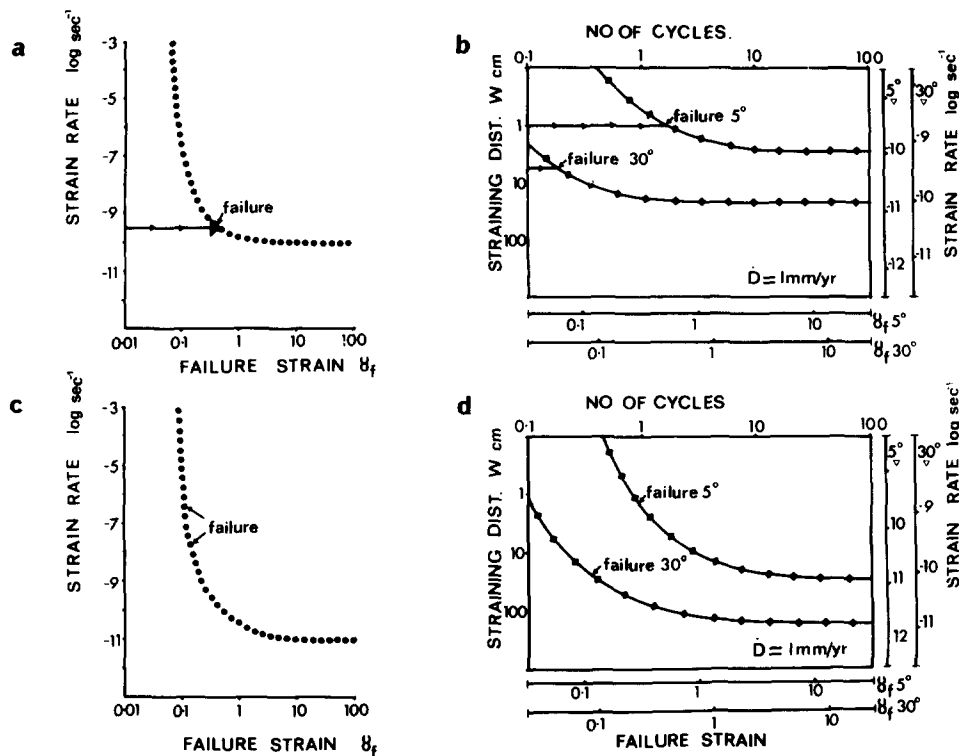 a
STRAIN RATE log sec⁻¹
-3
-5
-7
-9
-11
failure
0·01 0·1 1 10 100
FAILURE STRAIN ɣf
b
NO OF CYCLES.
0·1 1 10 100
STRAINING DIST. W cm
1
10
100
failure 5°
failure 30°
Ḋ = 1mm/yr
5°
-9
-10
-11
-12
30°
-9
-10
-11
STRAIN RATE log sec⁻¹
0·1 1 10 ɣf 5°
0·1 1 10 ɣf 30°
c
STRAIN RATE log sec⁻¹
-3
-5
-7
-9
-11
failure
0·01 0·1 1 10 100
FAILURE STRAIN ɣf
d
NO OF CYCLES
0·1 1 10 100
STRAINING DIST. W cm
1
10
100
failure 5°
failure 30°
Ḋ = 1mm/yr
5°
10
11
12
30°
·9
-10
-11
STRAIN RATE log sec⁻¹
0·1 1 10 ɣf 5°
0·1 1 10 ɣf 30°
FAILURE STRAIN